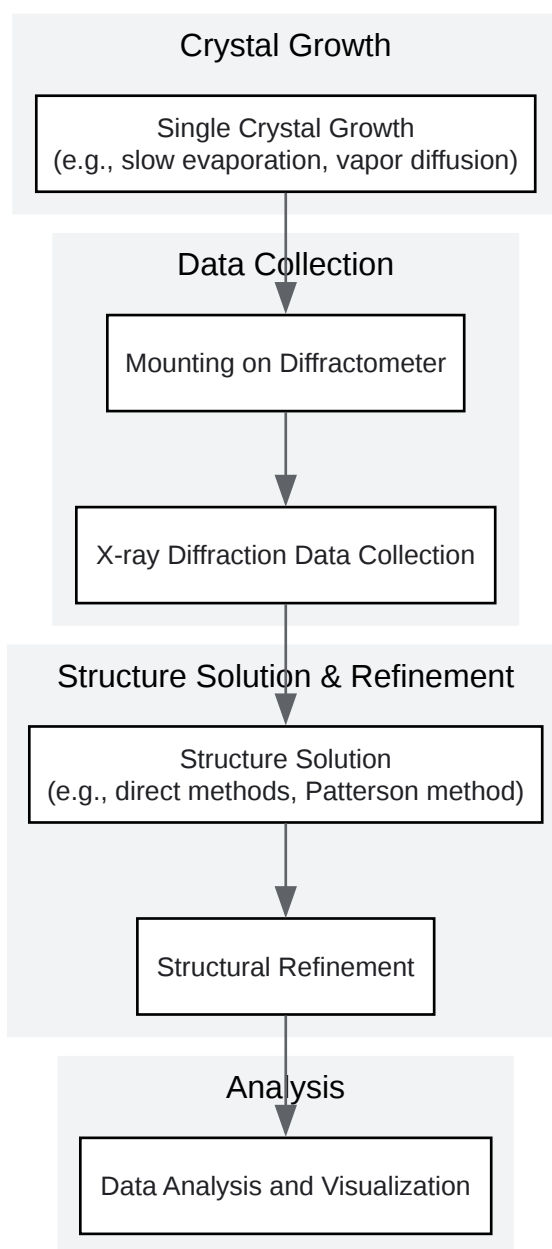 Crystal Growth
Single Crystal Growth
(e.g., slow evaporation, vapor diffusion)
Data Collection
Mounting on Diffractometer
X-ray Diffraction Data Collection
Structure Solution & Refinement
Structure Solution
(e.g., direct methods, Patterson method)
Structural Refinement
Analysis
Data Analysis and Visualization